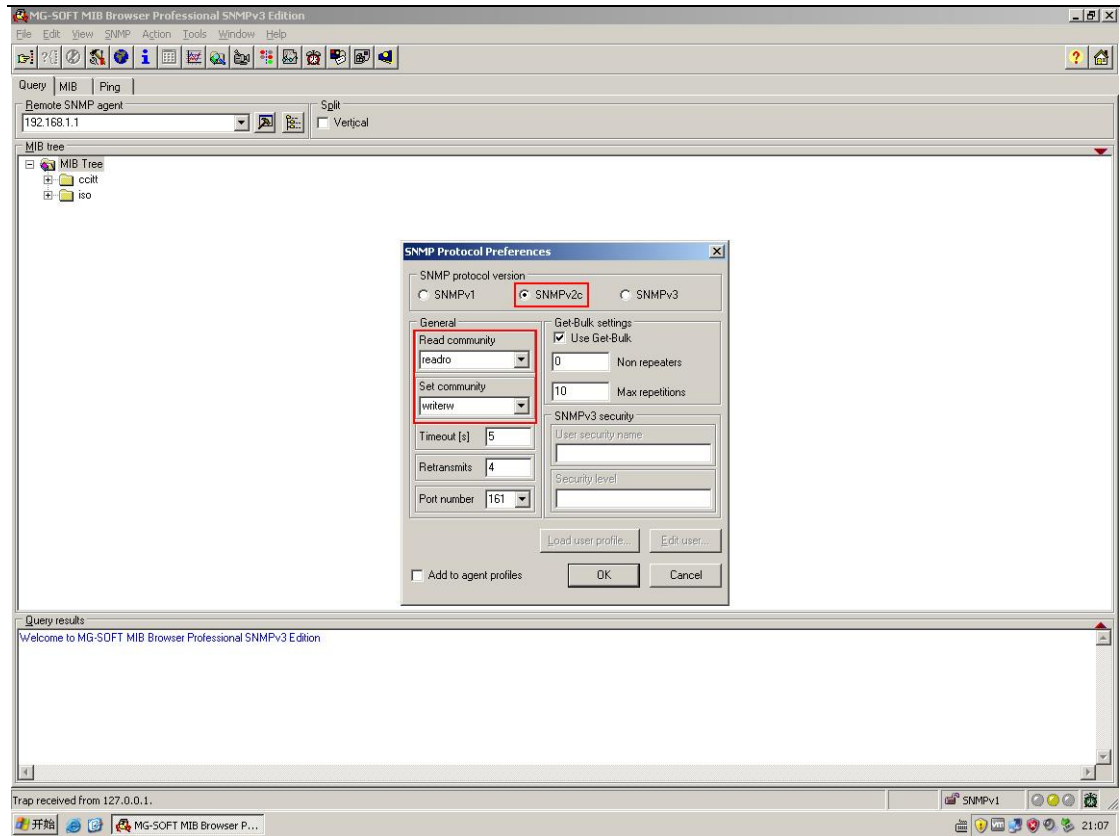 MG-SOFT MIB Browser Professional SNMPv3 Edition
File Edit View SNMP Action Tools Window Help
Query MIB Ping
Remote SNMP agent Split
192.168.1.1 Vertical
MIB tree
MIB Tree
ccitt
iso
SNMP Protocol Preferences
SNMP protocol version
SNMPv1 SNMPv2c SNMPv3
General Get-Bulk settings
Read community Use Get-Bulk
readro 0 Non repeaters
Set community 10 Max repetitions
writerw SNMPv3 security
Timeout [s] 5 User security name
Retransmits 4 Security level
Port number 161
Load user profile... Edit user...
Add to agent profiles OK Cancel
Query results
Welcome to MG-SOFT MIB Browser Professional SNMPv3 Edition
Trap received from 127.0.0.1. SNMPv1
开始 MG-SOFT MIB Browser P... 21:07